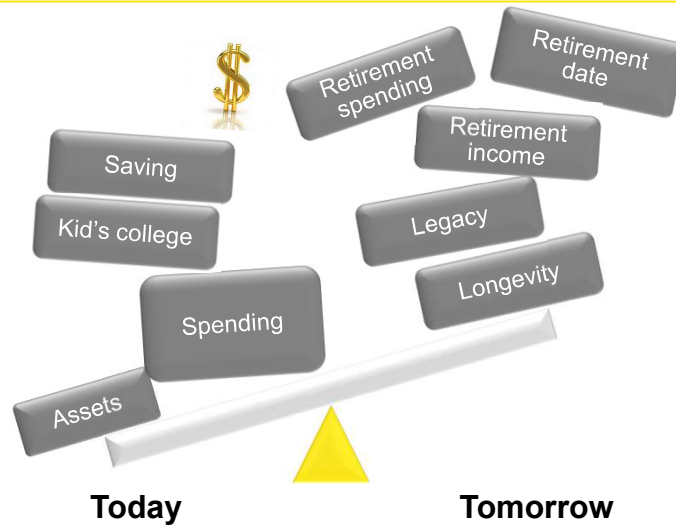 $
Retirement
spending
Retirement
date
Retirement
income
Saving
Kid's college
Legacy
Longevity
Spending
Assets
Today
Tomorrow